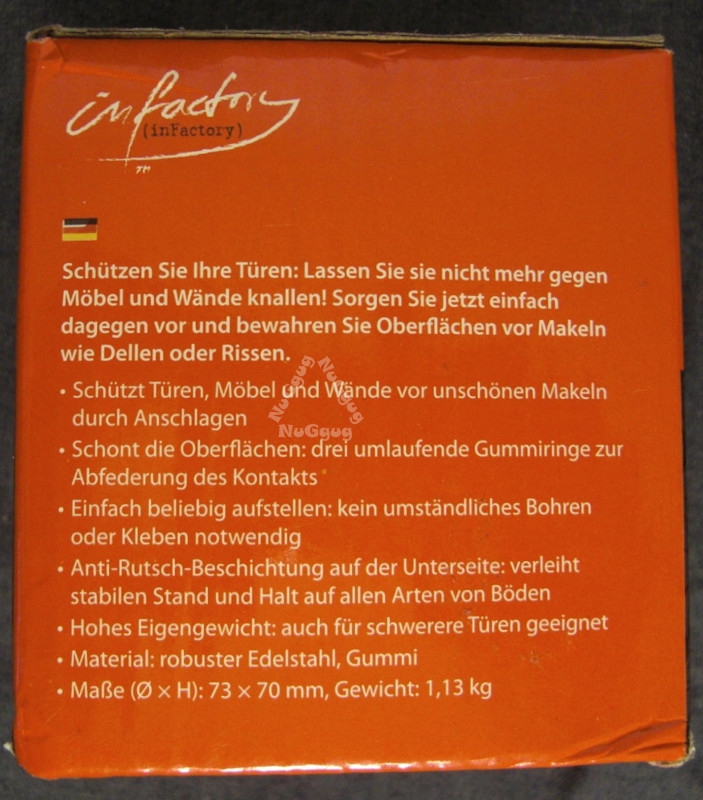 infactory
(inFactory)
TM
Schützen Sie Ihre Türen: Lassen Sie sie nicht mehr gegen
Möbel und Wände knallen! Sorgen Sie jetzt einfach
dagegen vor und bewahren Sie Oberflächen vor Makeln
wie Dellen oder Rissen.
• Schützt Türen, Möbel und Wände vor unschönen Makeln
durch Anschlagen
• Schont die Oberflächen: drei umlaufende Gummiringe zur
Abfederung des Kontakts
• Einfach beliebig aufstellen: kein umständliches Bohren
oder Kleben notwendig
• Anti-Rutsch-Beschichtung auf der Unterseite: verleiht
stabilen Stand und Halt auf allen Arten von Böden
• Hohes Eigengewicht: auch für schwerere Türen geeignet
• Material: robuster Edelstahl, Gummi
• Maße (Ø × H): 73 × 70 mm, Gewicht: 1,13 kg
NuGgug
NuGgug
NuGgug